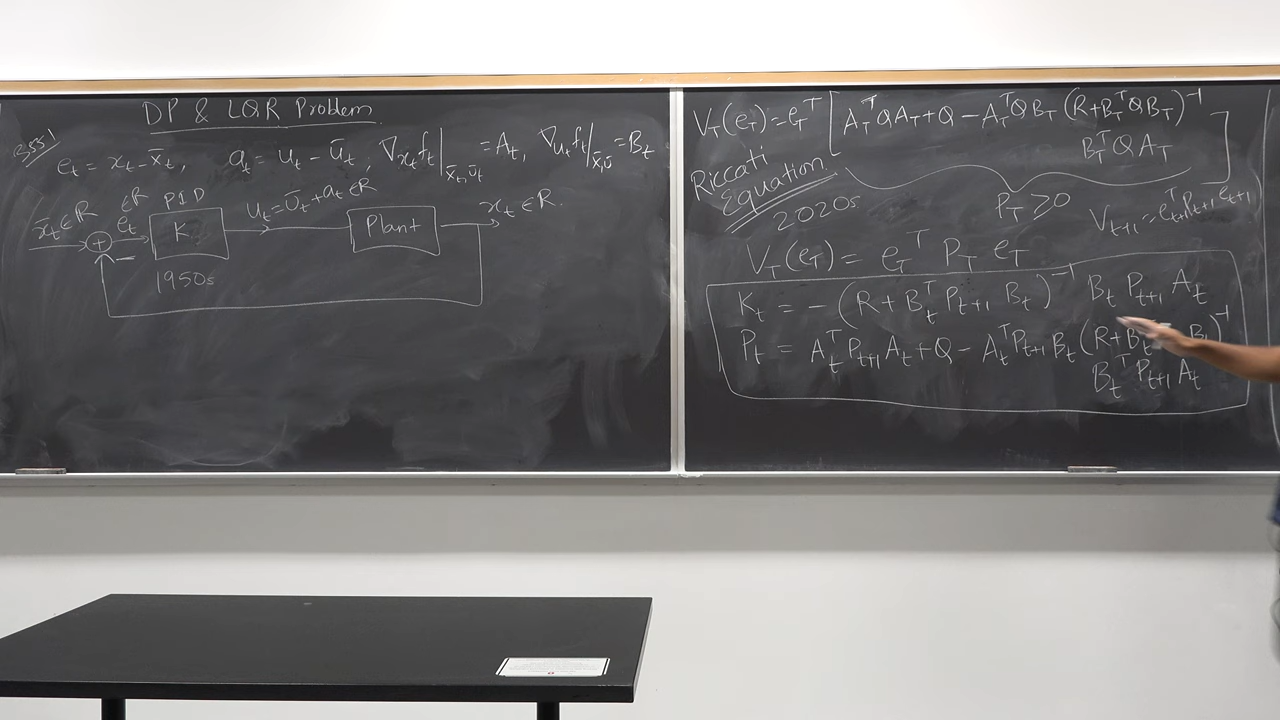 DP & LQR Problem
BSS!
e_t = x_t − x̄_t, a_t = u_t − ū_t; ∇_{x_t} f_t |_{x̄_t, ū_t} = A_t, ∇_{u_t} f_t |_{x̄, ū} = B_t
x̄_t ∈ R e_t ∈R PID u_t = ū_t + a_t ∈ R x_t ∈ R.
+ K Plant
−
1950s
V_T(e_T) = e_T^T [ A_T^T Q A_T + Q − A_T^T Q B_T (R + B_T^T Q B_T)^{-1}
B_T^T Q A_T ]
Riccati
Equation.
2020s
P_T ≥ 0
V_{t+1} = e_{t+1}^T P_{t+1} e_{t+1}
V_T(e_T) = e_T^T P_T e_T
K_t = − (R + B_t^T P_{t+1} B_t)^{-1} B_t P_{t+1} A_t
P_t = A_t^T P_{t+1} A_t + Q − A_t^T P_{t+1} B_t (R + B_t B_t)^{-1}
B_t^T P_{t+1} A_t